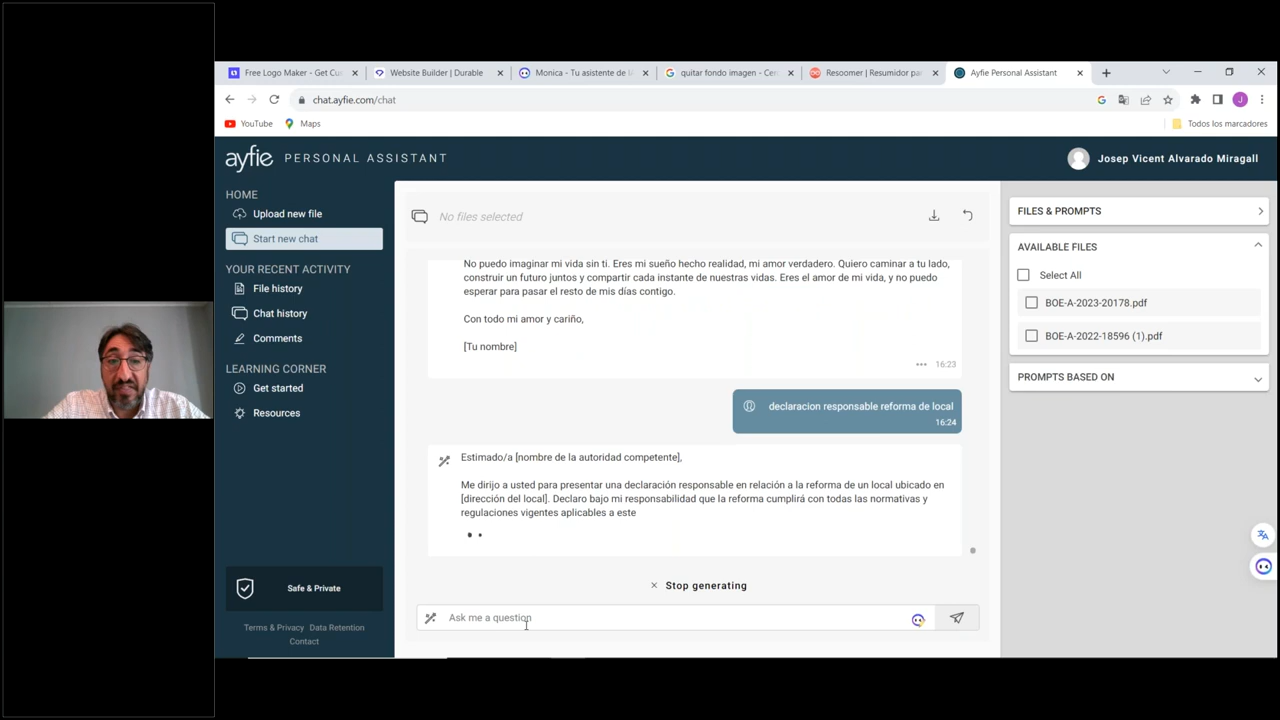 Free Logo Maker - Get Cus
Website Builder | Durable
Monica - Tu asistente de I
quitar fondo imagen - Cer
Resoomer | Resumidor pa
Ayfie Personal Assistant
chat.ayfie.com/chat
YouTube
Maps
Todos los marcadores
ayfie PERSONAL ASSISTANT
Josep Vicent Alvarado Miragall
HOME
Upload new file
Start new chat
YOUR RECENT ACTIVITY
File history
Chat history
Comments
LEARNING CORNER
Get started
Resources
Safe & Private
Terms & Privacy Data Retention
Contact
No files selected
No puedo imaginar mi vida sin ti. Eres mi sueño hecho realidad, mi amor verdadero. Quiero caminar a tu lado,
construir un futuro juntos y compartir cada instante de nuestras vidas. Eres el amor de mi vida, y no puedo
esperar para pasar el resto de mis días contigo.
Con todo mi amor y cariño,
[Tu nombre]
16:23
declaracion responsable reforma de local
16:24
Estimado/a [nombre de la autoridad competente],
Me dirijo a usted para presentar una declaración responsable en relación a la reforma de un local ubicado en
[dirección del local]. Declaro bajo mi responsabilidad que la reforma cumplirá con todas las normativas y
regulaciones vigentes aplicables a este
Stop generating
Ask me a question
FILES & PROMPTS
AVAILABLE FILES
Select All
BOE-A-2023-20178.pdf
BOE-A-2022-18596 (1).pdf
PROMPTS BASED ON